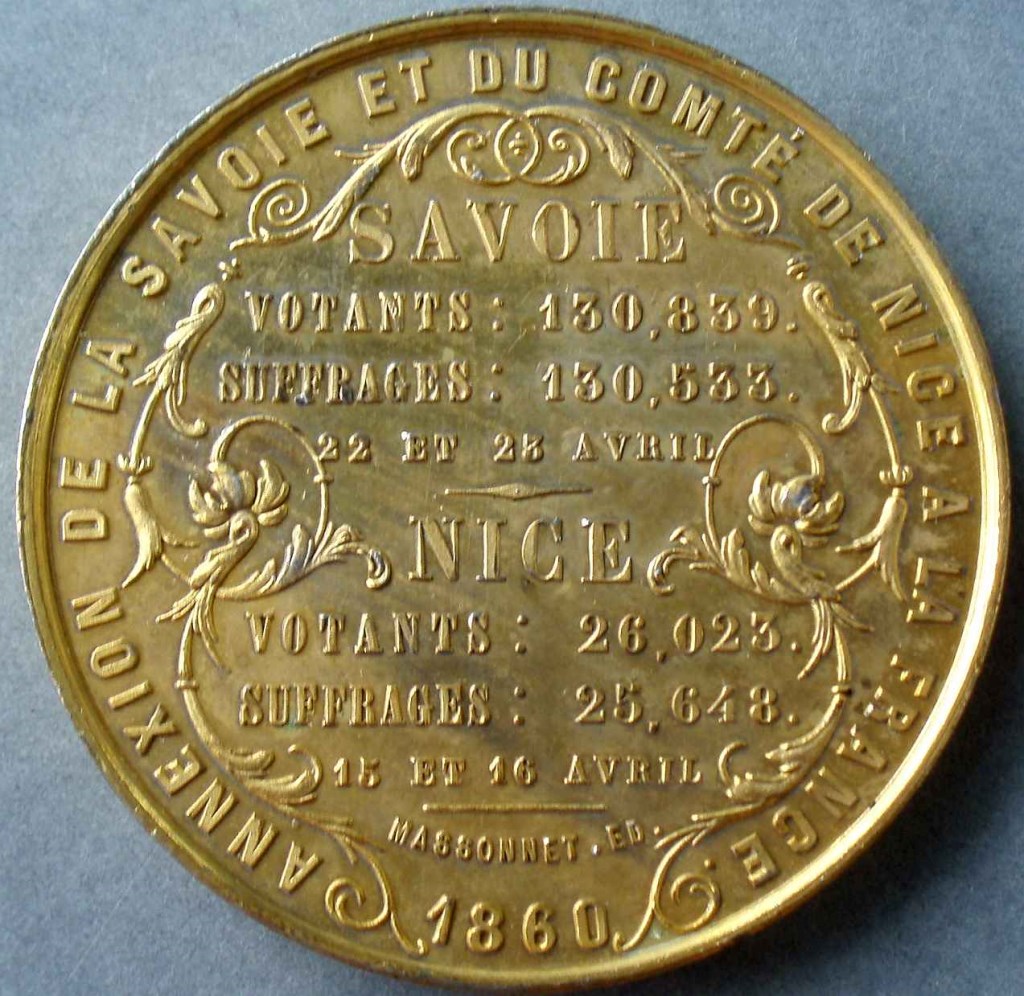 ANNEXION DE LA SAVOIE ET DU COMTÉ DE NICE A LA FRANCE.
SAVOIE
VOTANTS: 130,839.
SUFFRAGES: 130,533.
22 ET 23 AVRIL
NICE
VOTANTS: 26,023.
SUFFRAGES: 25,648.
15 ET 16 AVRIL
MASSONNET.ED.
1860